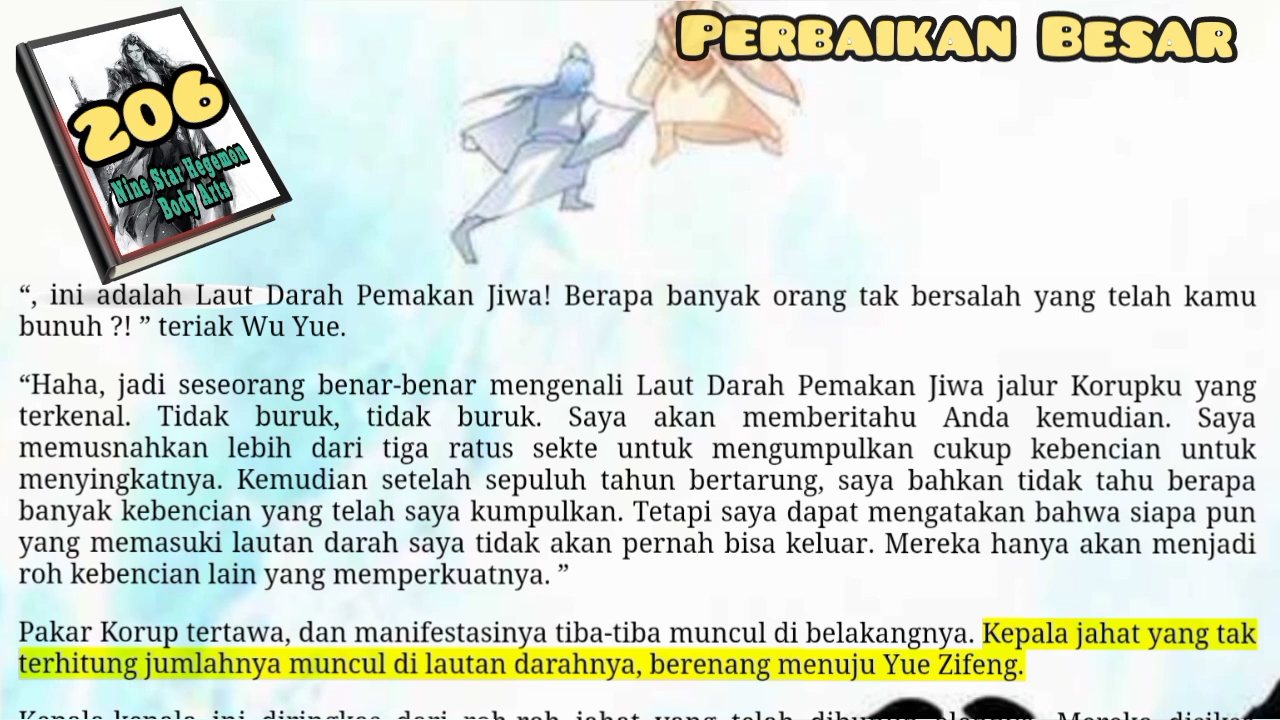 PERBAIKAN BESAR
206
Nine Star Hegemon
Body Arts
“, ini adalah Laut Darah Pemakan Jiwa! Berapa banyak orang tak bersalah yang telah kamu
bunuh ?! ” teriak Wu Yue.
“Haha, jadi seseorang benar-benar mengenali Laut Darah Pemakan Jiwa jalur Korupku yang
terkenal. Tidak buruk, tidak buruk. Saya akan memberitahu Anda kemudian. Saya
memusnahkan lebih dari tiga ratus sekte untuk mengumpulkan cukup kebencian untuk
menyingkatnya. Kemudian setelah sepuluh tahun bertarung, saya bahkan tidak tahu berapa
banyak kebencian yang telah saya kumpulkan. Tetapi saya dapat mengatakan bahwa siapa pun
yang memasuki lautan darah saya tidak akan pernah bisa keluar. Mereka hanya akan menjadi
roh kebencian lain yang memperkuatnya. ”
Pakar Korup tertawa, dan manifestasinya tiba-tiba muncul di belakangnya. Kepala jahat yang tak
terhitung jumlahnya muncul di lautan darahnya, berenang menuju Yue Zifeng.